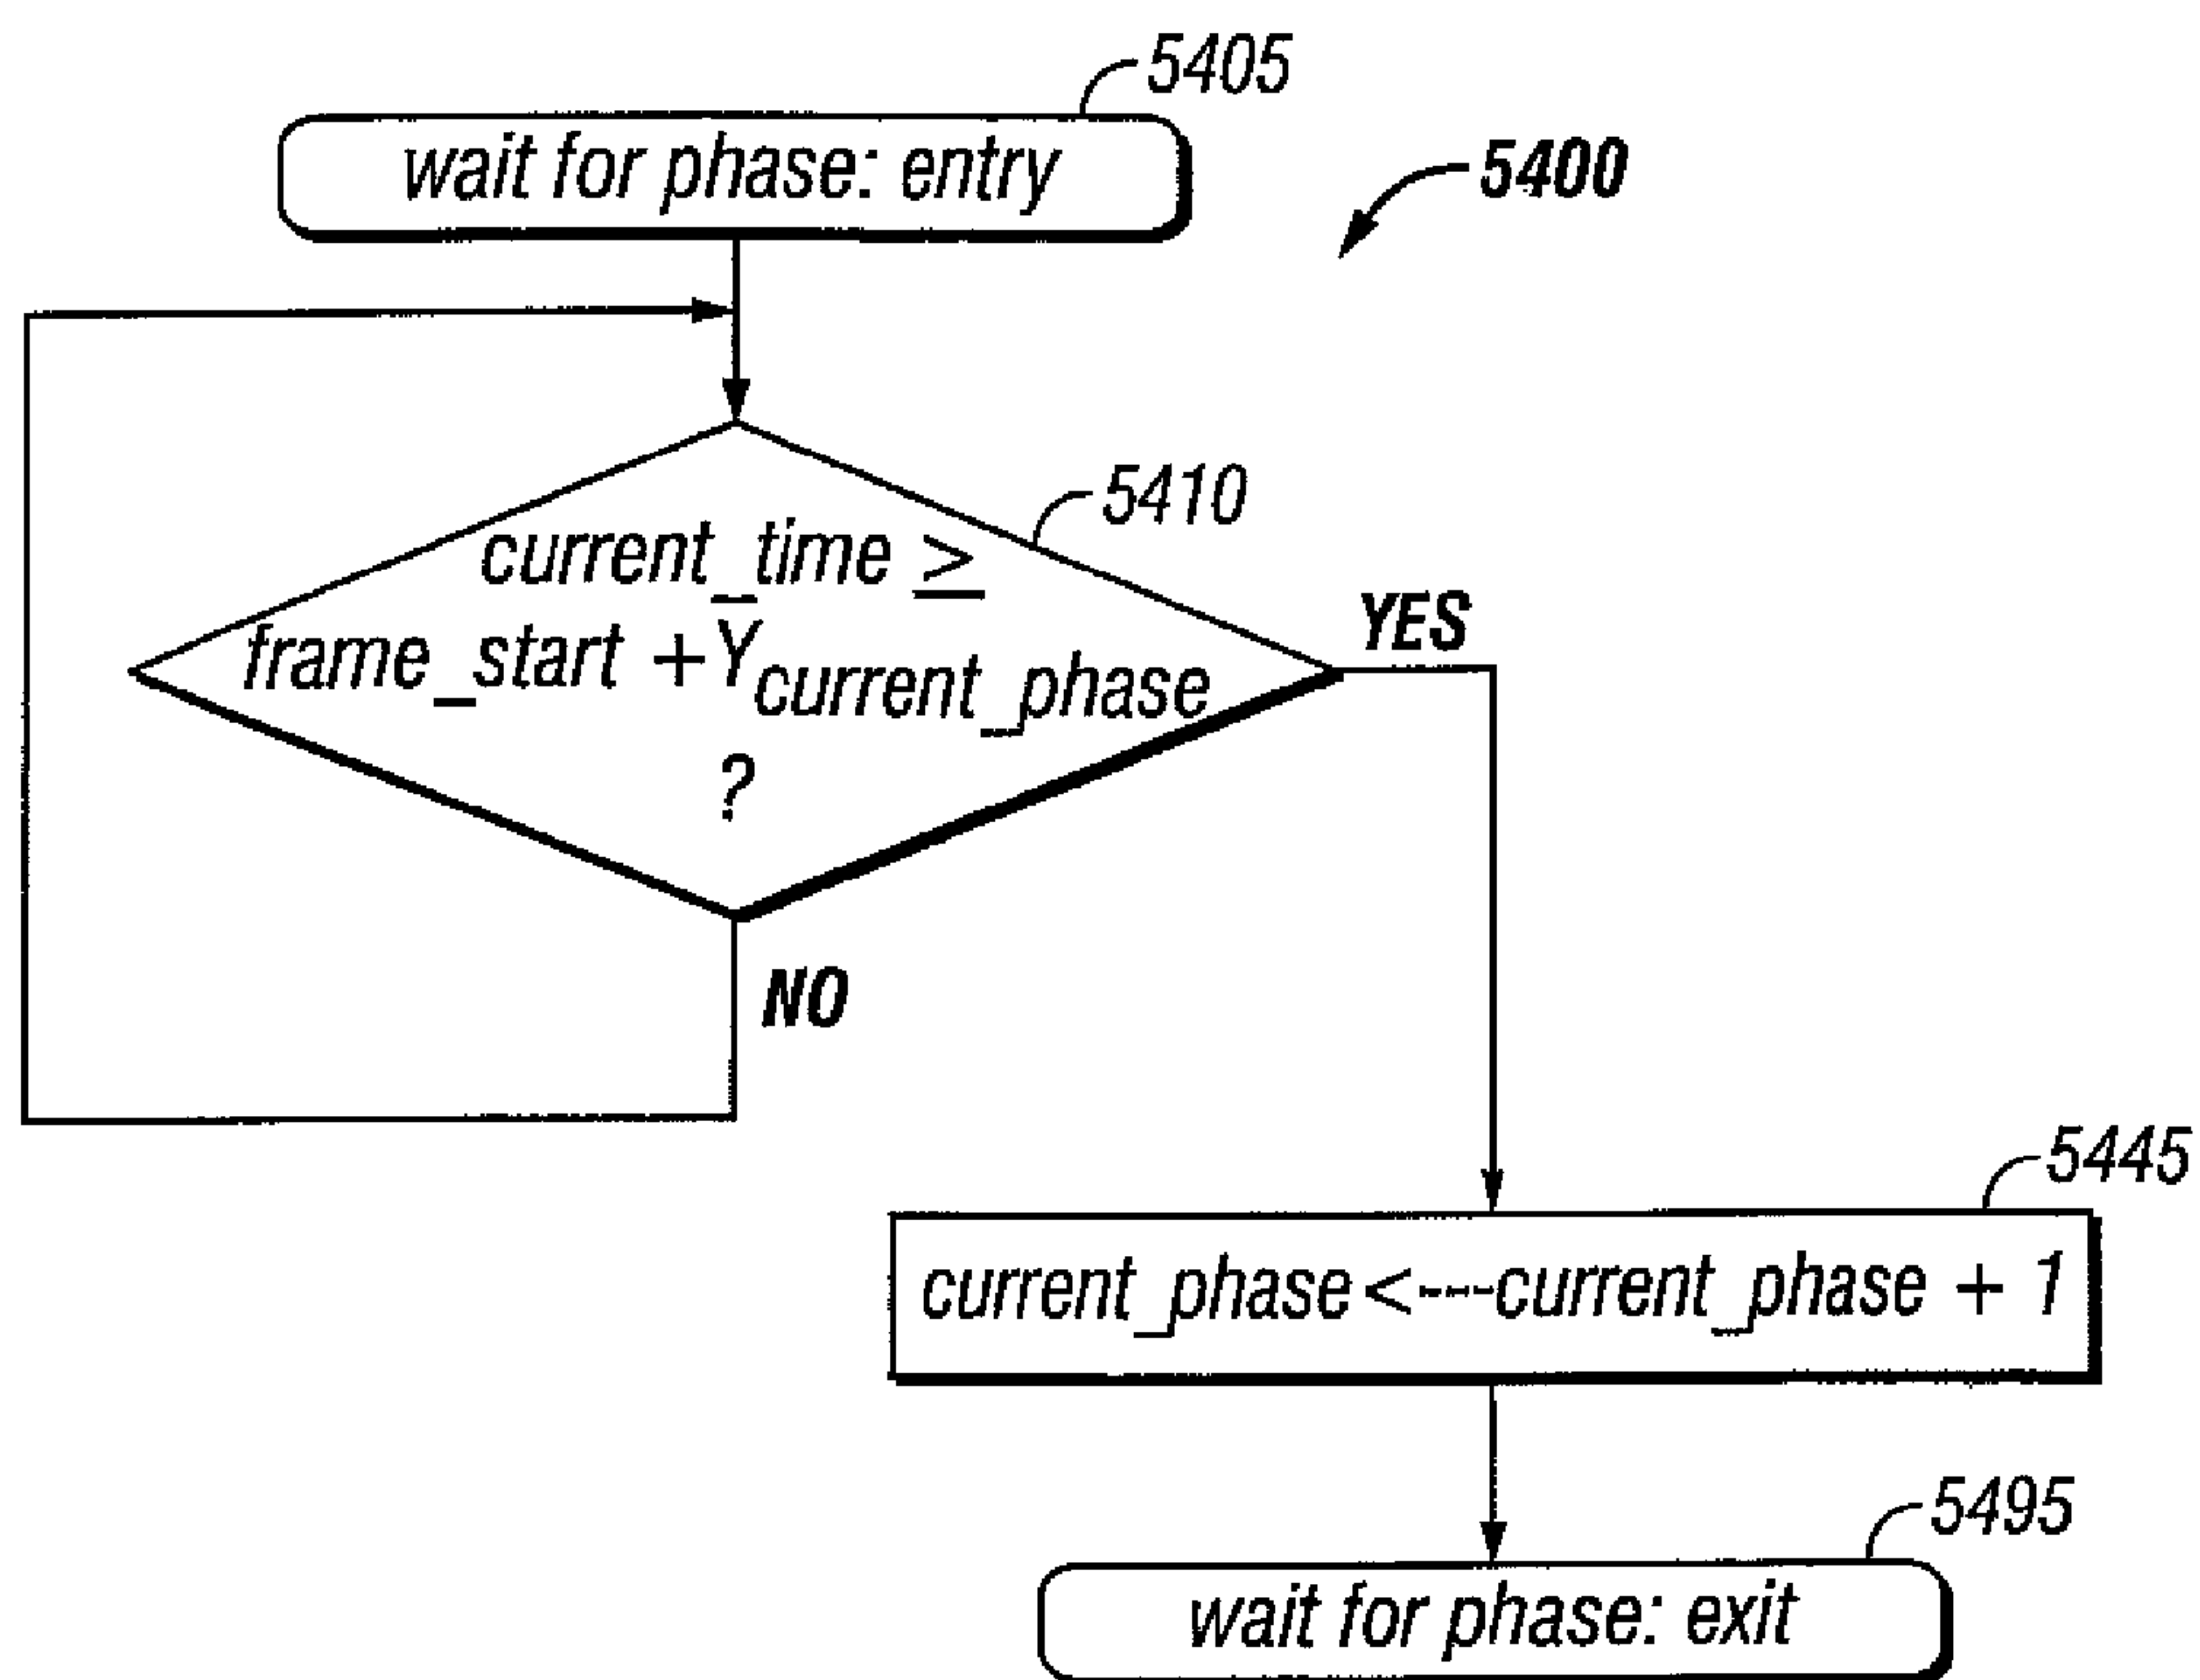 5405
wait for phase: entry
5400
5410
current_time ≥
frame_start + Ycurrent_phase
?
YES
NO
5445
current_phase <---current_phase + 1
5495
wait for phase: exit